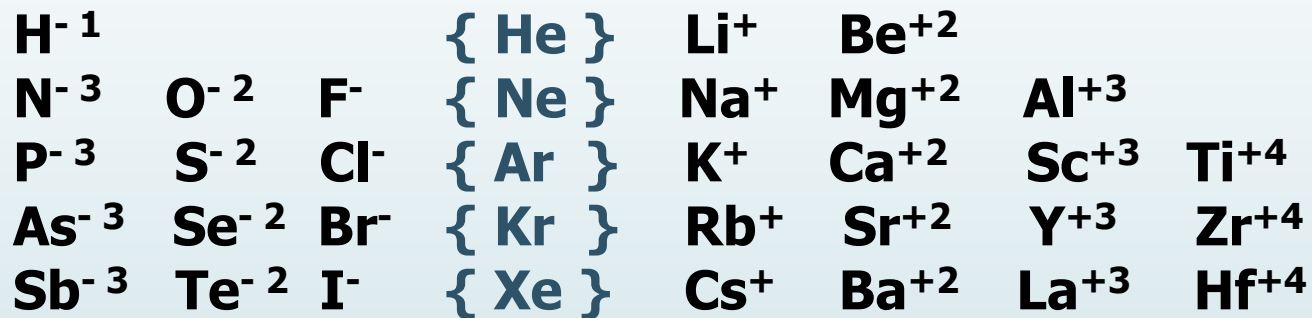 H⁻ ¹ { He } Li⁺ Be⁺²
N⁻ ³ O⁻ ² F⁻ { Ne } Na⁺ Mg⁺² Al⁺³
P⁻ ³ S⁻ ² Cl⁻ { Ar } K⁺ Ca⁺² Sc⁺³ Ti⁺⁴
As⁻ ³ Se⁻ ² Br⁻ { Kr } Rb⁺ Sr⁺² Y⁺³ Zr⁺⁴
Sb⁻ ³ Te⁻ ² I⁻ { Xe } Cs⁺ Ba⁺² La⁺³ Hf⁺⁴